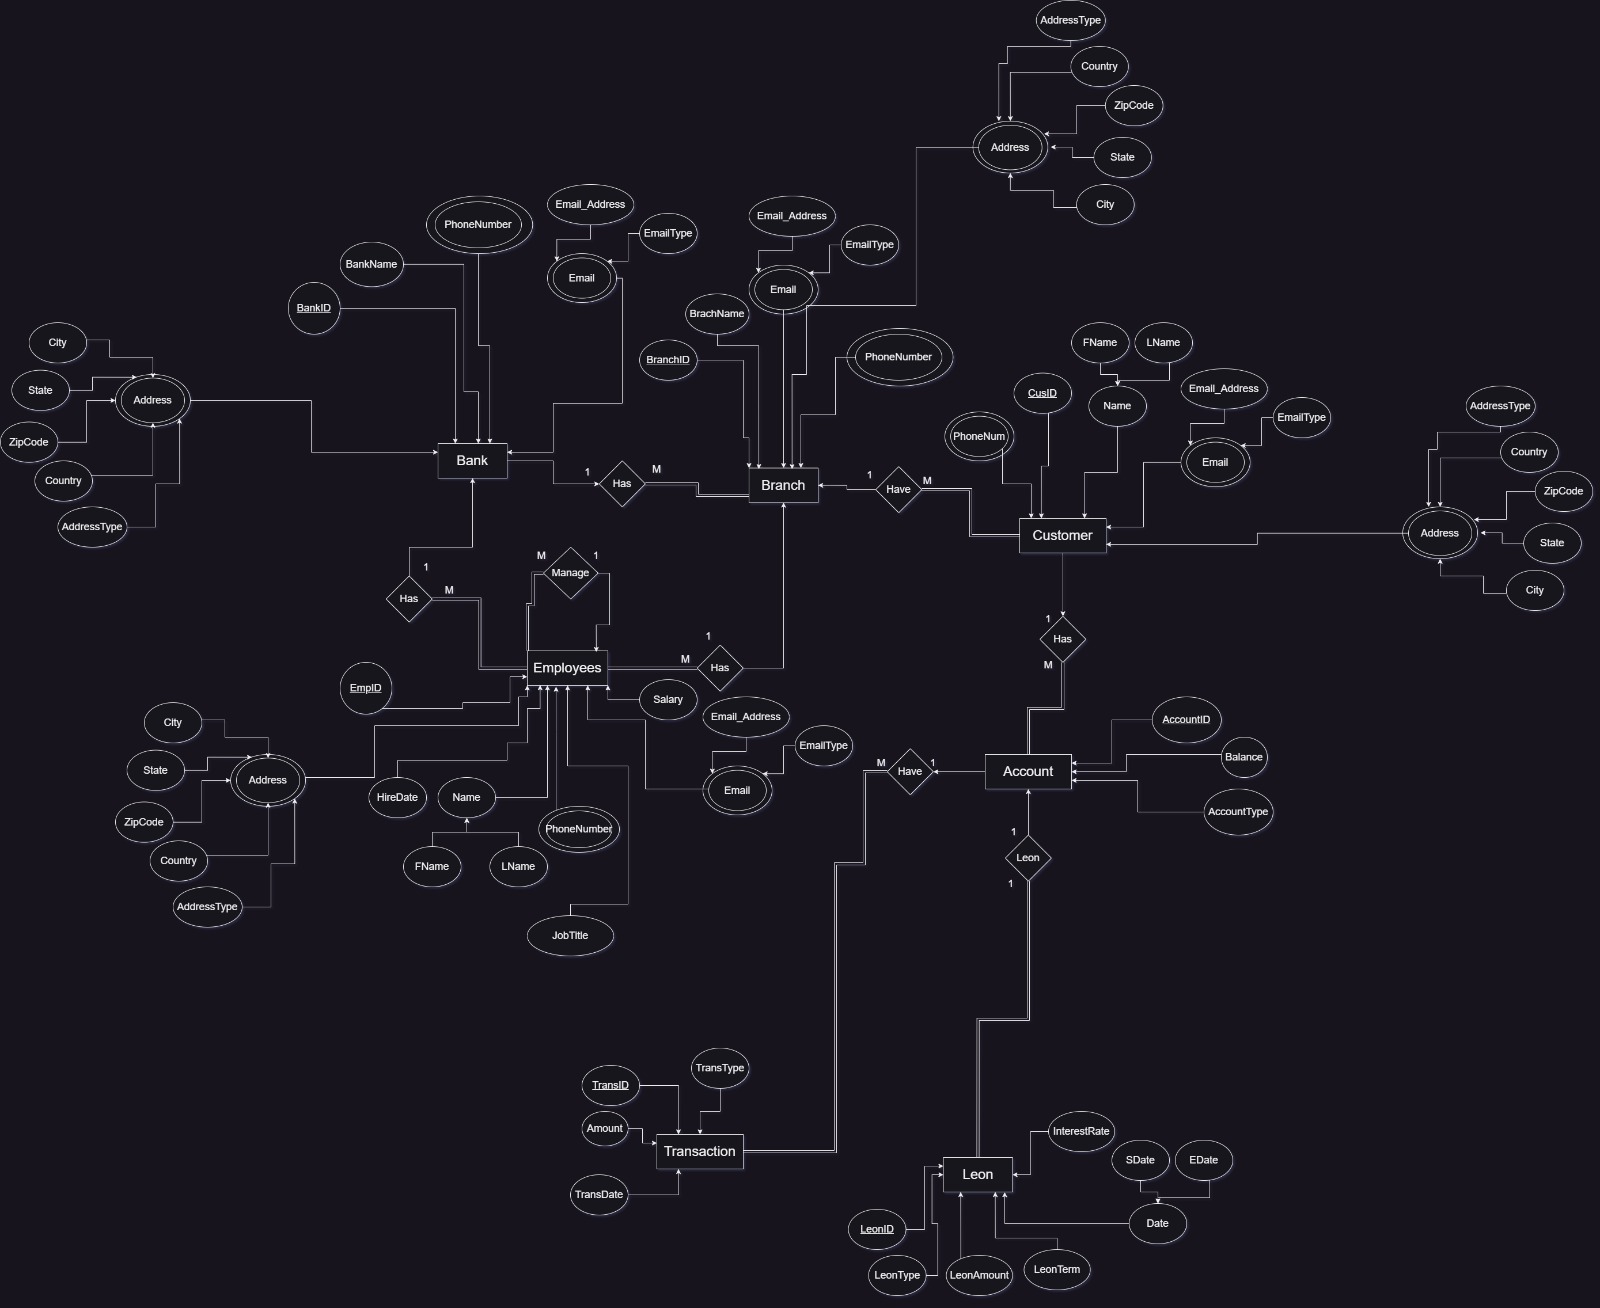 AddressType
Country
ZipCode
Address
State
City
PhoneNumber
Email_Address
EmailType
Email
BankName
BankID
Email_Address
EmailType
Email
BrachName
BranchID
PhoneNumber
City
State
Address
ZipCode
Country
AddressType
FName
LName
CusID
Name
Email_Address
EmailType
PhoneNum
Email
AddressType
Country
ZipCode
Address
State
City
Bank
1
Has
M
Branch
1
Have
M
Customer
1
Has
M
M
Manage
1
Employees
M
1
Has
1
Has
M
EmpID
Salary
City
State
Address
ZipCode
Country
AddressType
HireDate
Name
FName
LName
PhoneNumber
JobTitle
Email_Address
EmailType
Email
AccountID
Balance
AccountType
Account
M
Have
1
1
Leon
1
TransID
TransType
Amount
Transaction
TransDate
InterestRate
SDate
EDate
Leon
Date
LeonID
LeonType
LeonAmount
LeonTerm